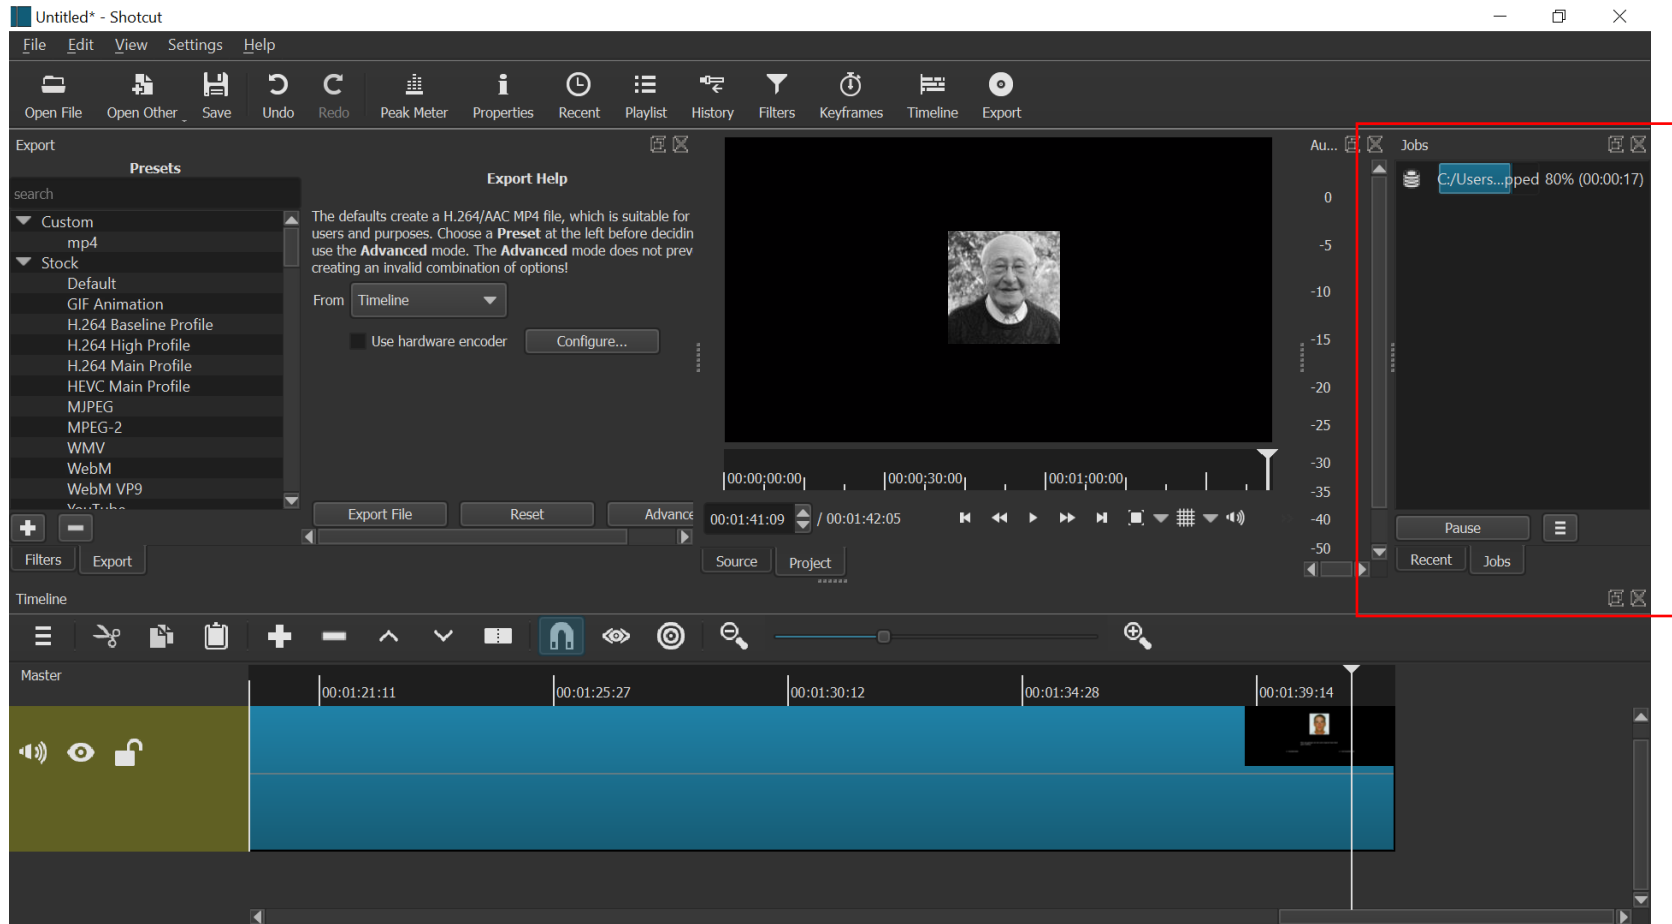 Untitled* - Shotcut
File Edit View Settings Help
Open File Open Other Save Undo Redo Peak Meter Properties Recent Playlist History Filters Keyframes Timeline Export
Export
Presets
search
Custom
mp4
Stock
Default
GIF Animation
H.264 Baseline Profile
H.264 High Profile
H.264 Main Profile
HEVC Main Profile
MJPEG
MPEG-2
WMV
WebM
WebM VP9
YouTube
Filters Export
Export Help
The defaults create a H.264/AAC MP4 file, which is suitable for
users and purposes. Choose a Preset at the left before decidin
use the Advanced mode. The Advanced mode does not prev
creating an invalid combination of options!
From Timeline
Use hardware encoder Configure...
Export File Reset Advance
00:00:00:00 00:00:30:00 00:01:00:00
00:01:41:09 / 00:01:42:05
Source Project
Au...
0
-5
-10
-15
-20
-25
-30
-35
-40
-50
Jobs
C:/Users...pped 80% (00:00:17)
Pause
Recent Jobs
Timeline
Master
00:01:21:11 00:01:25:27 00:01:30:12 00:01:34:28 00:01:39:14